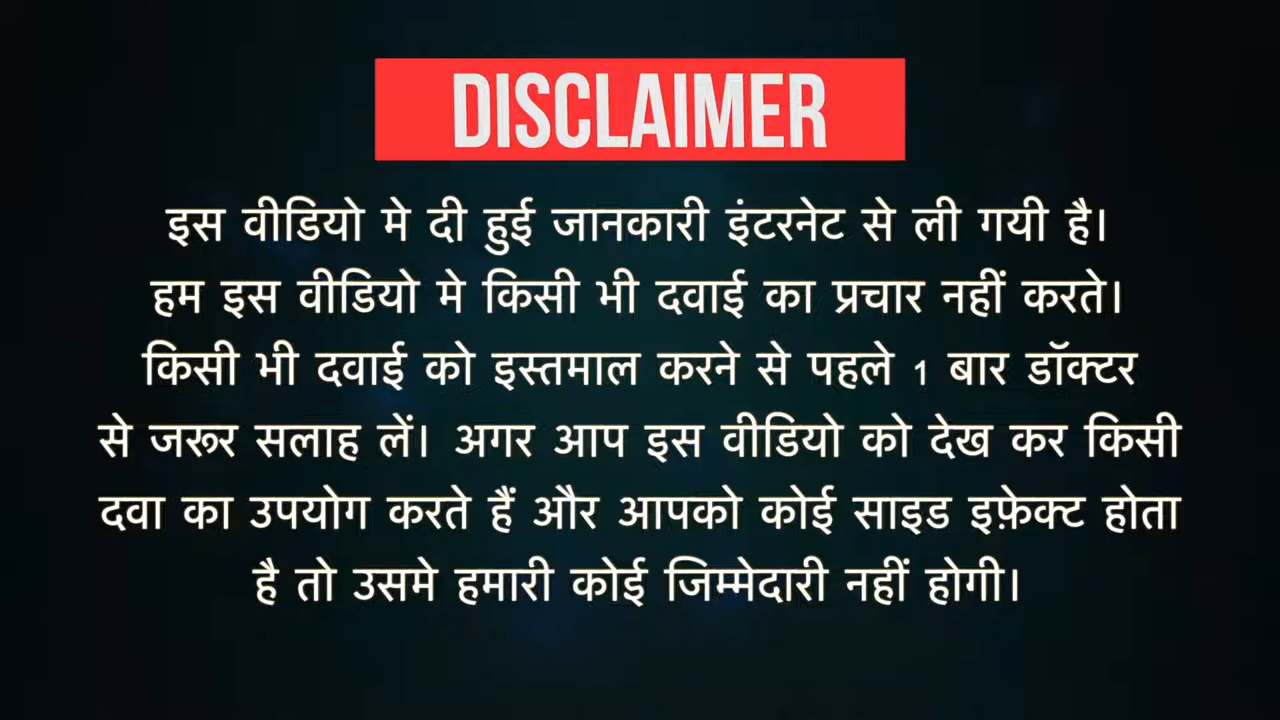 DISCLAIMER
इस वीडियो मे दी हुई जानकारी इंटरनेट से ली गयी है।
हम इस वीडियो मे किसी भी दवाई का प्रचार नहीं करते।
किसी भी दवाई को इस्तमाल करने से पहले 1 बार डॉक्टर
से जरूर सलाह लें। अगर आप इस वीडियो को देख कर किसी
दवा का उपयोग करते हैं और आपको कोई साइड इफ़ेक्ट होता
है तो उसमे हमारी कोई जिम्मेदारी नहीं होगी।